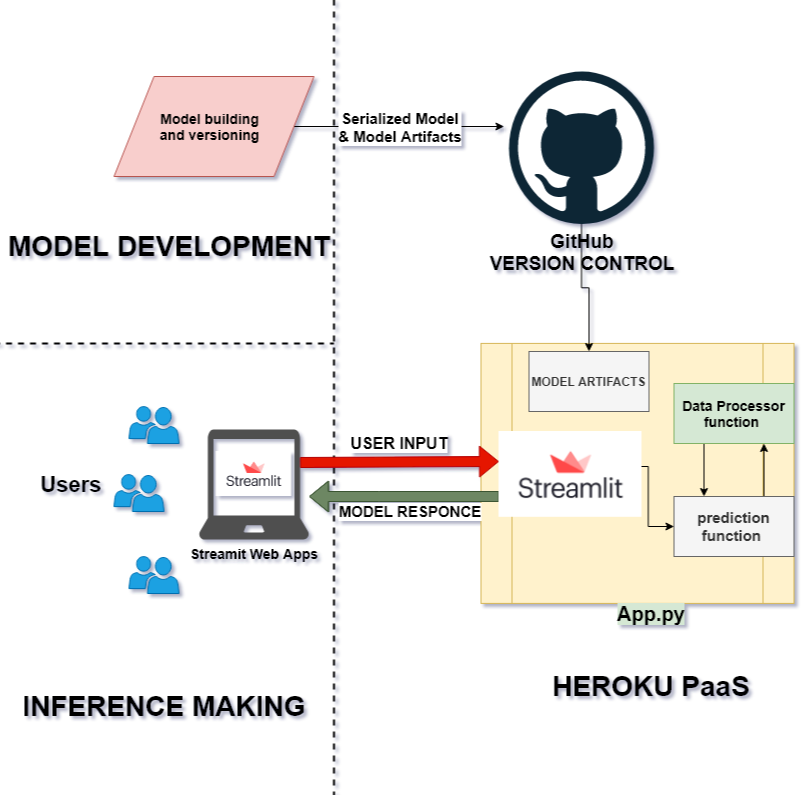 Model building
and versioning
Serialized Model
& Model Artifacts
MODEL DEVELOPMENT
GitHub
VERSION CONTROL
MODEL ARTIFACTS
Data Processor
function
USER INPUT
Streamlit
Streamlit
Users
MODEL RESPONCE
prediction
function
Streamit Web Apps
App.py
HEROKU PaaS
INFERENCE MAKING